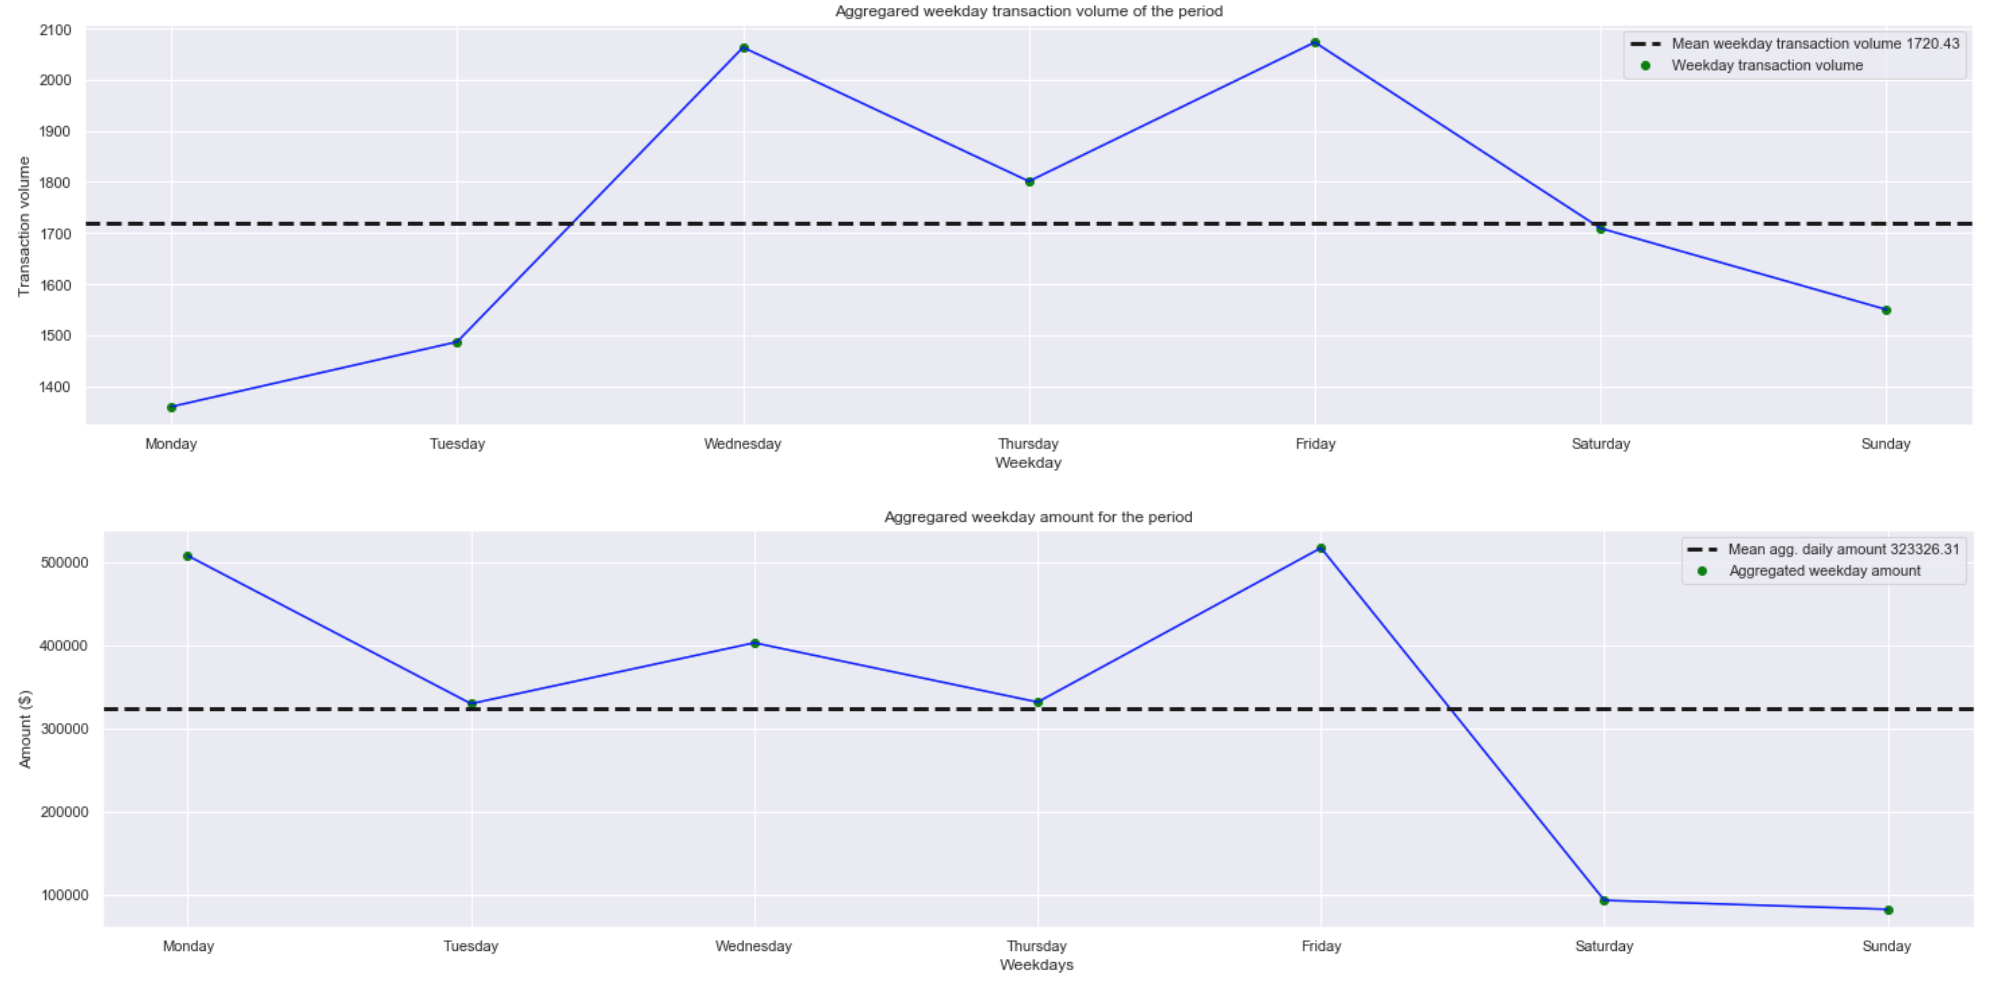 Aggregared weekday transaction volume of the period
Mean weekday transaction volume 1720.43
Weekday transaction volume
Transaction volume
2100
2000
1900
1800
1700
1600
1500
1400
Monday Tuesday Wednesday Thursday Friday Saturday Sunday
Weekday
Aggregared weekday amount for the period
Mean agg. daily amount 323326.31
Aggregated weekday amount
Amount ($)
500000
400000
300000
200000
100000
Monday Tuesday Wednesday Thursday Friday Saturday Sunday
Weekdays